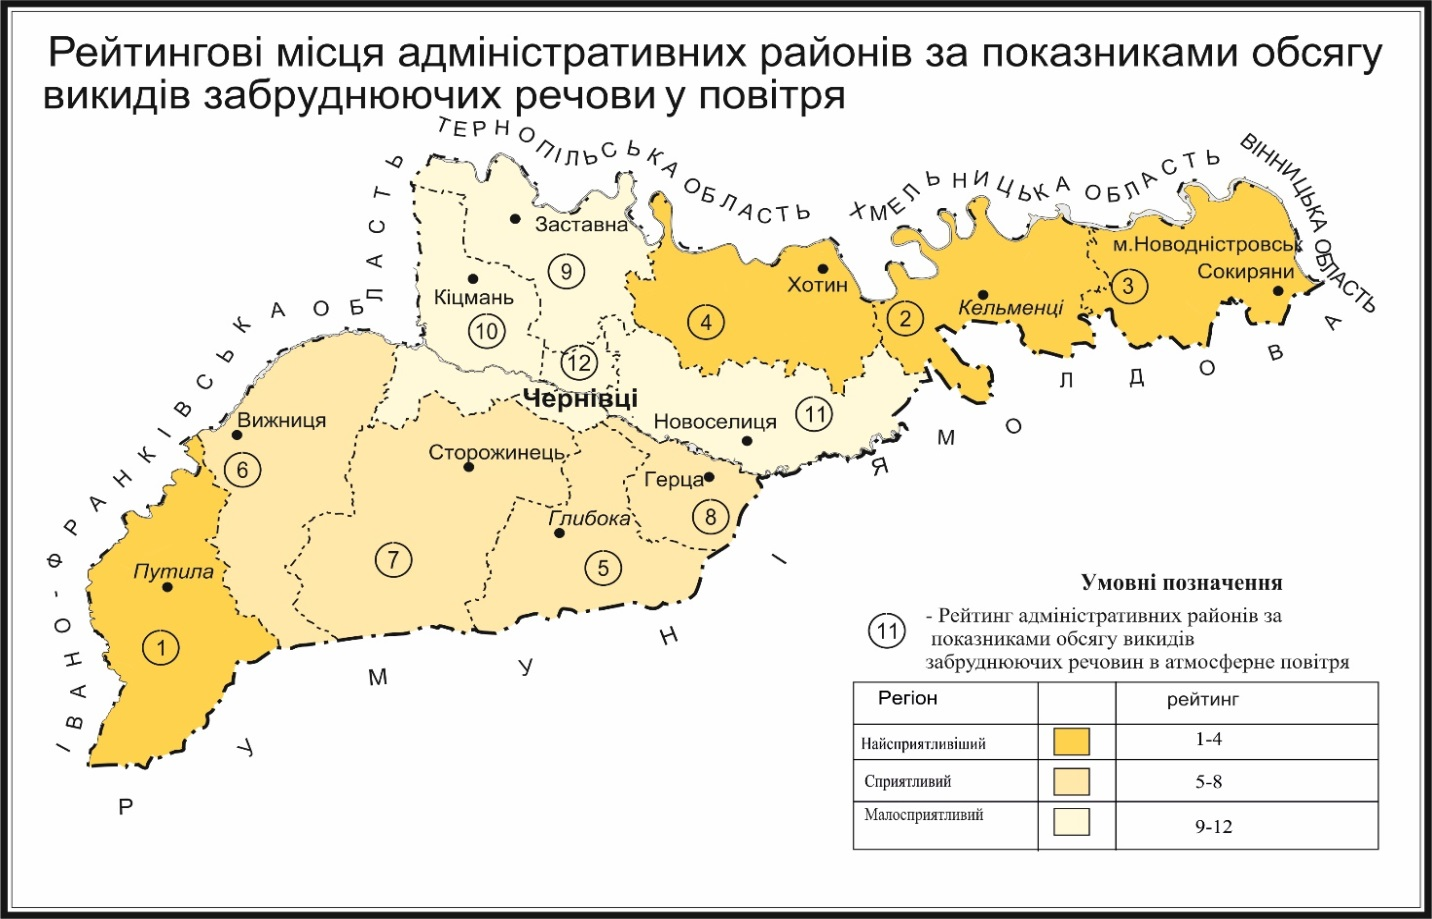 Рейтингові місця адміністративних районів за показниками обсягу
викидів забруднюючих речови у повітря
ТЕРНОПІЛЬСЬКА ОБЛАСТЬ
ХМЕЛЬНИЦЬКА ОБЛАСТЬ
ВІННИЦЬКА ОБЛАСТЬ
ІВАНО-ФРАНКІВСЬКА ОБЛАСТЬ
Заставна
9
м.Новодністровськ
Сокиряни
3
Хотин
4
Кельменці
2
Кіцмань
10
12
Чернівці
Новоселиця
11
Вижниця
6
Сторожинець
7
Герца
8
Глибока
5
Путила
1
МОЛДОВА
РУМУНІЯ
Умовні позначення
11
- Рейтинг адміністративних районів за
показниками обсягу викидів
забруднюючих речовин в атмосферне повітря
Регіон рейтинг
Найсприятливіший 1-4
Сприятливий 5-8
Малосприятливий 9-12